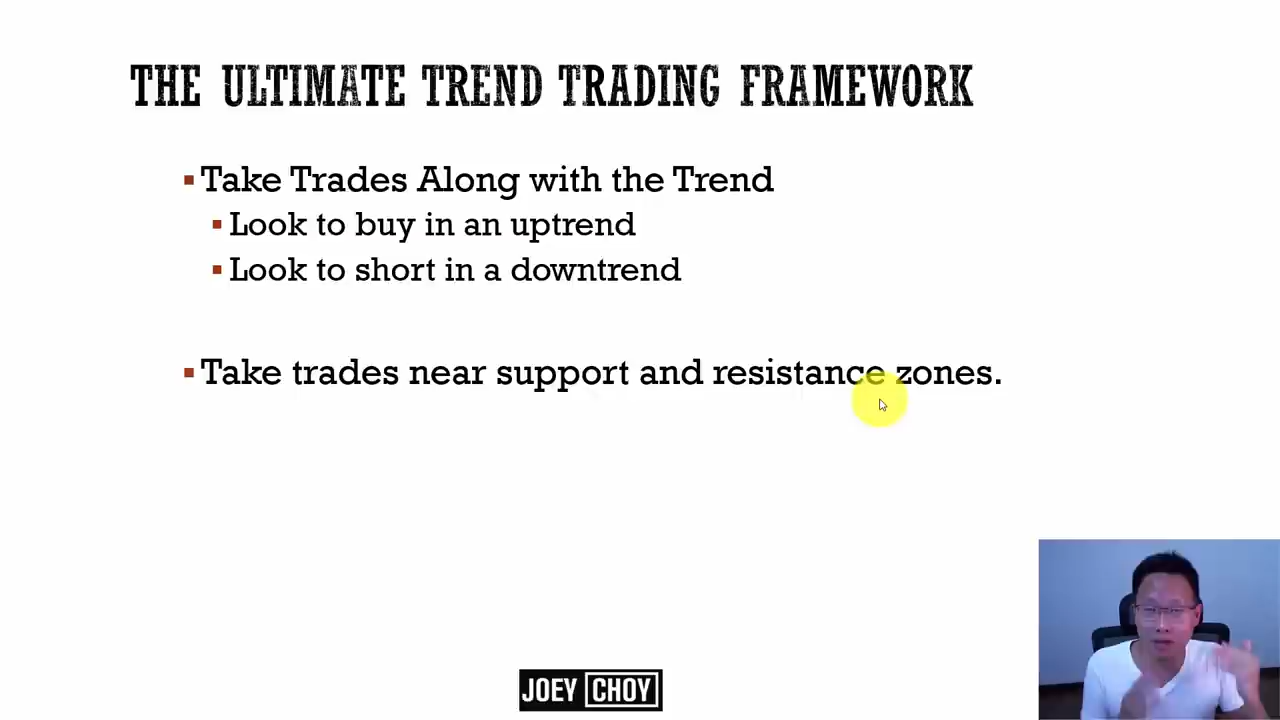 THE ULTIMATE TREND TRADING FRAMEWORK
Take Trades Along with the Trend
Look to buy in an uptrend
Look to short in a downtrend
Take trades near support and resistance zones.
JOEY CHOY